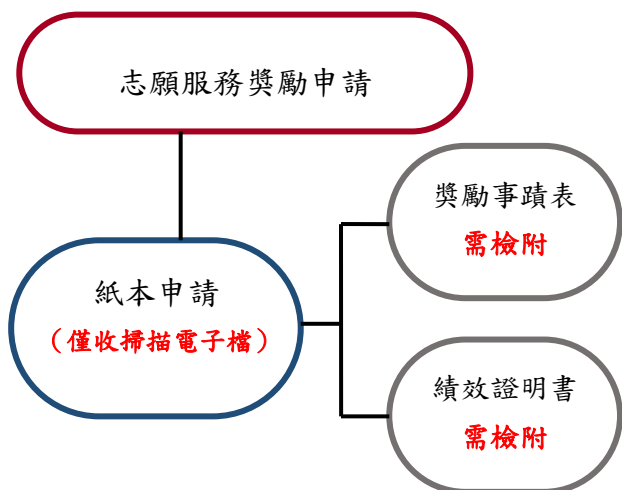 志願服務獎勵申請
紙本申請
（僅收掃描電子檔）
獎勵事蹟表
需檢附
績效證明書
需檢附